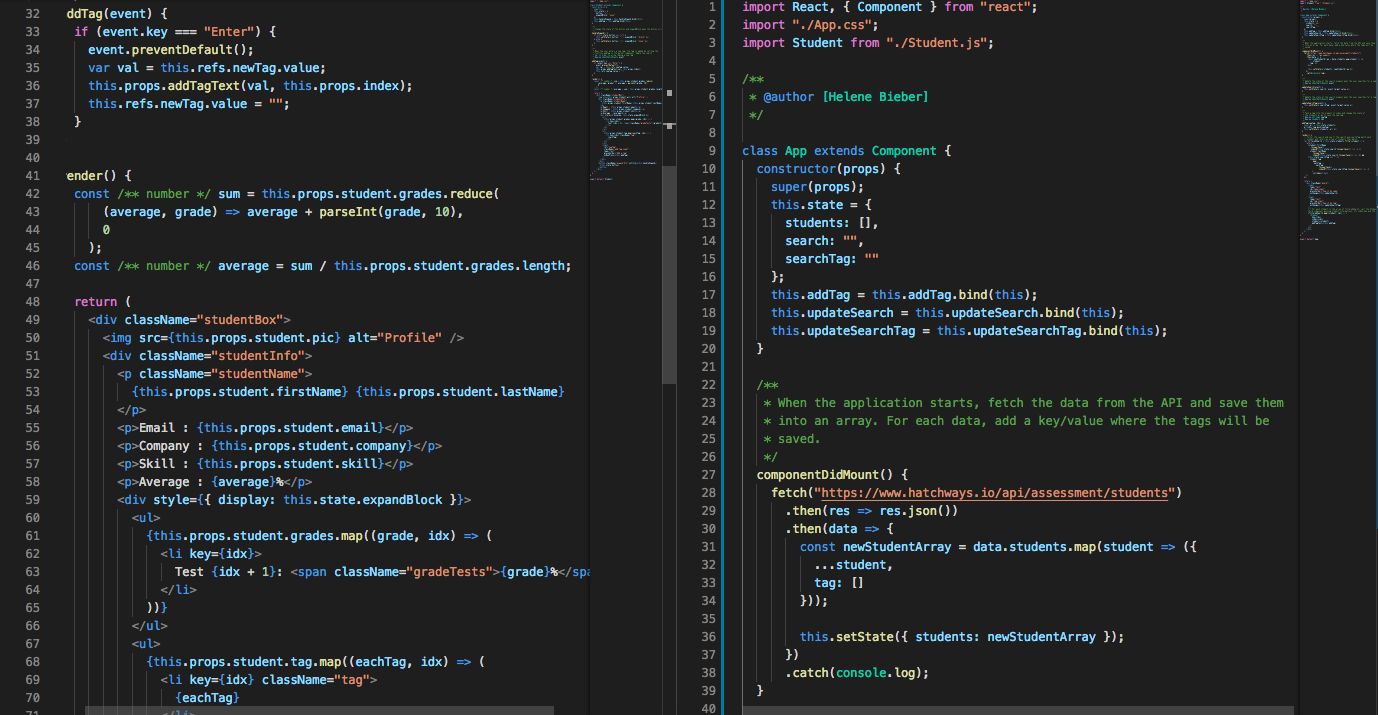 32 ddTag(event) {
33 if (event.key === "Enter") {
34 event.preventDefault();
35 var val = this.refs.newTag.value;
36 this.props.addTagText(val, this.props.index);
37 this.refs.newTag.value = "";
38 }
39
40
41 ender() {
42 const /** number */ sum = this.props.student.grades.reduce(
43 (average, grade) => average + parseInt(grade, 10),
44 0
45 );
46 const /** number */ average = sum / this.props.student.grades.length;
47
48 return (
49 <div className="studentBox">
50 <img src={this.props.student.pic} alt="Profile" />
51 <div className="studentInfo">
52 <p className="studentName">
53 {this.props.student.firstName} {this.props.student.lastName}
54 </p>
55 <p>Email : {this.props.student.email}</p>
56 <p>Company : {this.props.student.company}</p>
57 <p>Skill : {this.props.student.skill}</p>
58 <p>Average : {average}%</p>
59 <div style={{ display: this.state.expandBlock }}>
60 <ul>
61 {this.props.student.grades.map((grade, idx) => (
62 <li key={idx}>
63 Test {idx + 1}: <span className="gradeTests">{grade}%</spa
64 </li>
65 ))}
66 </ul>
67 <ul>
68 {this.props.student.tag.map((eachTag, idx) => (
69 <li key={idx} className="tag">
70 {eachTag}
71 </li>
1 import React, { Component } from "react";
2 import "./App.css";
3 import Student from "./Student.js";
4
5 /**
6 * @author [Helene Bieber]
7 */
8
9 class App extends Component {
10 constructor(props) {
11 super(props);
12 this.state = {
13 students: [],
14 search: "",
15 searchTag: ""
16 };
17 this.addTag = this.addTag.bind(this);
18 this.updateSearch = this.updateSearch.bind(this);
19 this.updateSearchTag = this.updateSearchTag.bind(this);
20 }
21
22 /**
23 * When the application starts, fetch the data from the API and save them
24 * into an array. For each data, add a key/value where the tags will be
25 * saved.
26 */
27 componentDidMount() {
28 fetch("https://www.hatchways.io/api/assessment/students")
29 .then(res => res.json())
30 .then(data => {
31 const newStudentArray = data.students.map(student => ({
32 ...student,
33 tag: []
34 }));
35
36 this.setState({ students: newStudentArray });
37 })
38 .catch(console.log);
39 }
40